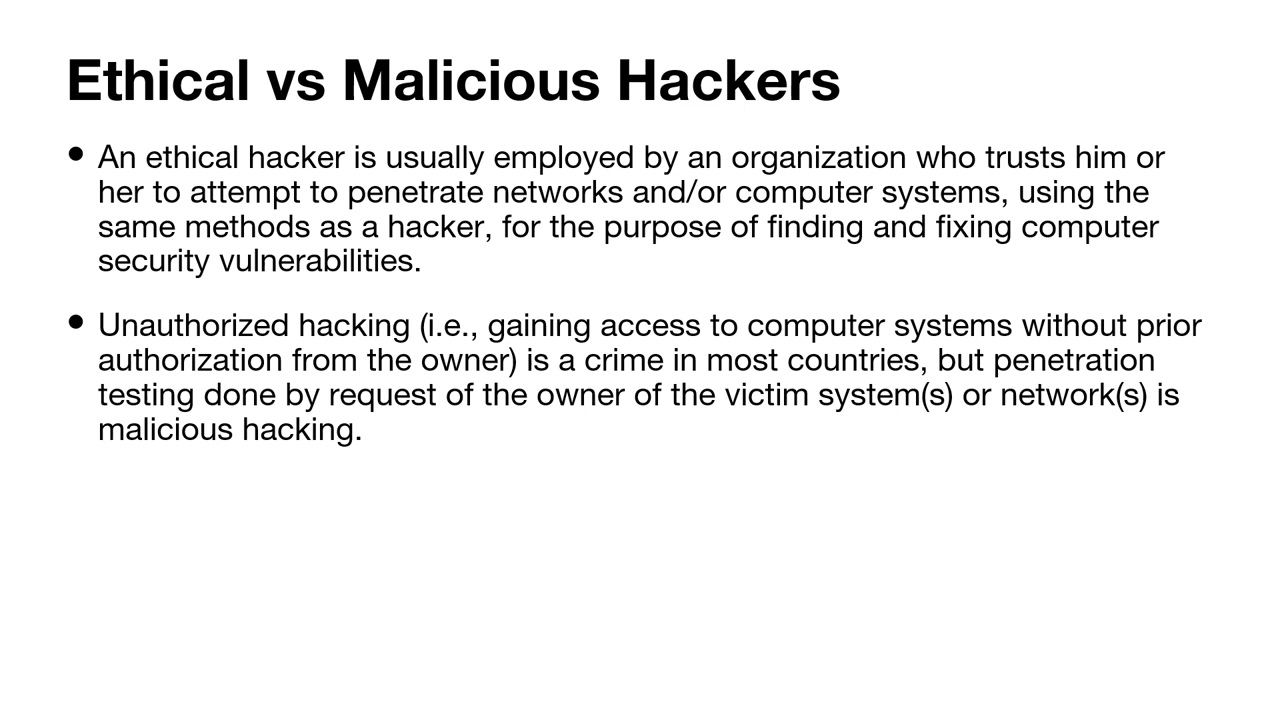 Ethical vs Malicious Hackers
• An ethical hacker is usually employed by an organization who trusts him or
her to attempt to penetrate networks and/or computer systems, using the
same methods as a hacker, for the purpose of finding and fixing computer
security vulnerabilities.
• Unauthorized hacking (i.e., gaining access to computer systems without prior
authorization from the owner) is a crime in most countries, but penetration
testing done by request of the owner of the victim system(s) or network(s) is
malicious hacking.